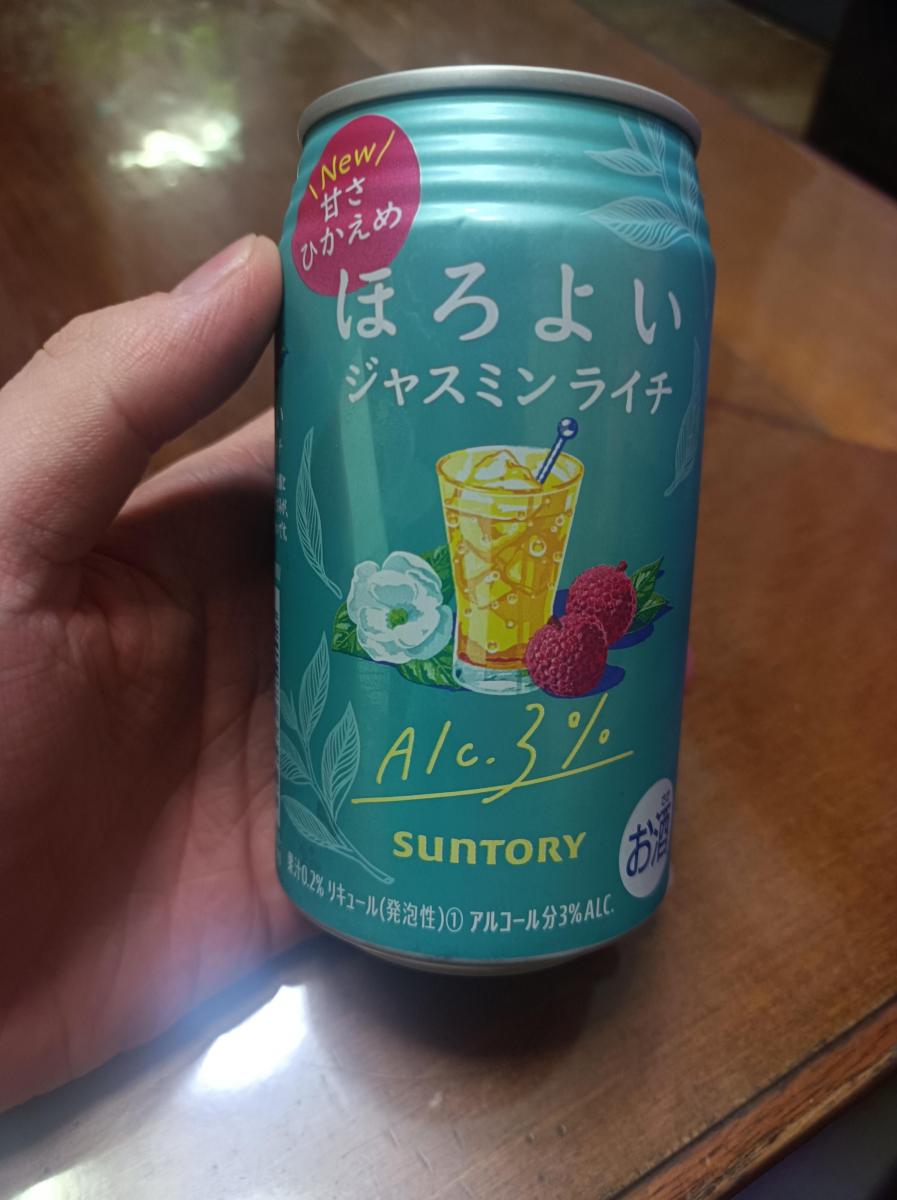 New
甘さ
ひかえめ
ほろよい
ジャスミンライチ
Alc.3%
SUNTORY
お酒
果汁0.2% リキュール(発泡性)① アルコール分3%ALC.